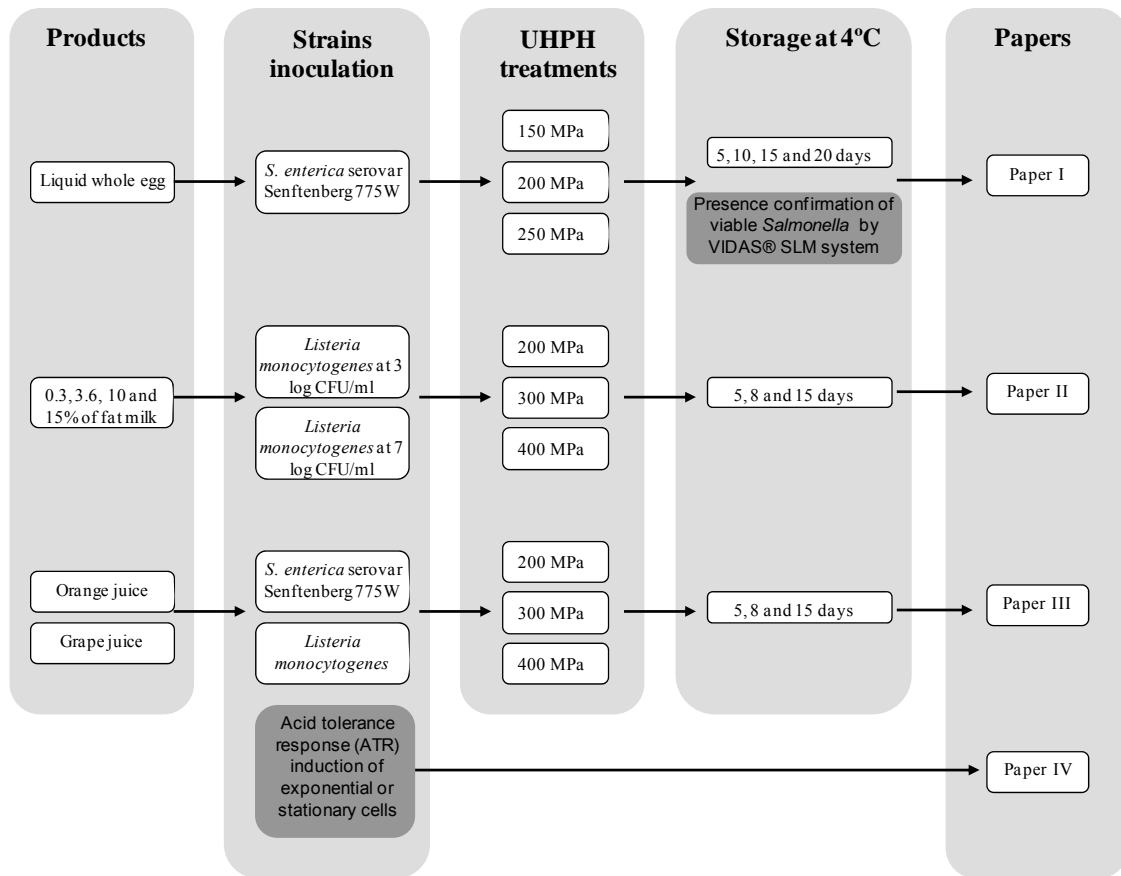 Products
Strains
inoculation
UHPH
treatments
Storage at 4ºC
Papers
Liquid whole egg
S. enterica serovar
Senftenberg 775W
150 MPa
200 MPa
250 MPa
5, 10, 15 and 20 days
Presence confirmation of
viable Salmonella by
VIDAS® SLM system
Paper I
0.3, 3.6, 10 and
15% of fat milk
Listeria
monocytogenes at 3
log CFU/ml
Listeria
monocytogenes at 7
log CFU/ml
200 MPa
300 MPa
400 MPa
5, 8 and 15 days
Paper II
Orange juice
Grape juice
S. enterica serovar
Senftenberg 775W
Listeria
monocytogenes
200 MPa
300 MPa
400 MPa
5, 8 and 15 days
Paper III
Acid tolerance
response (ATR)
induction of
exponential or
stationary cells
Paper IV